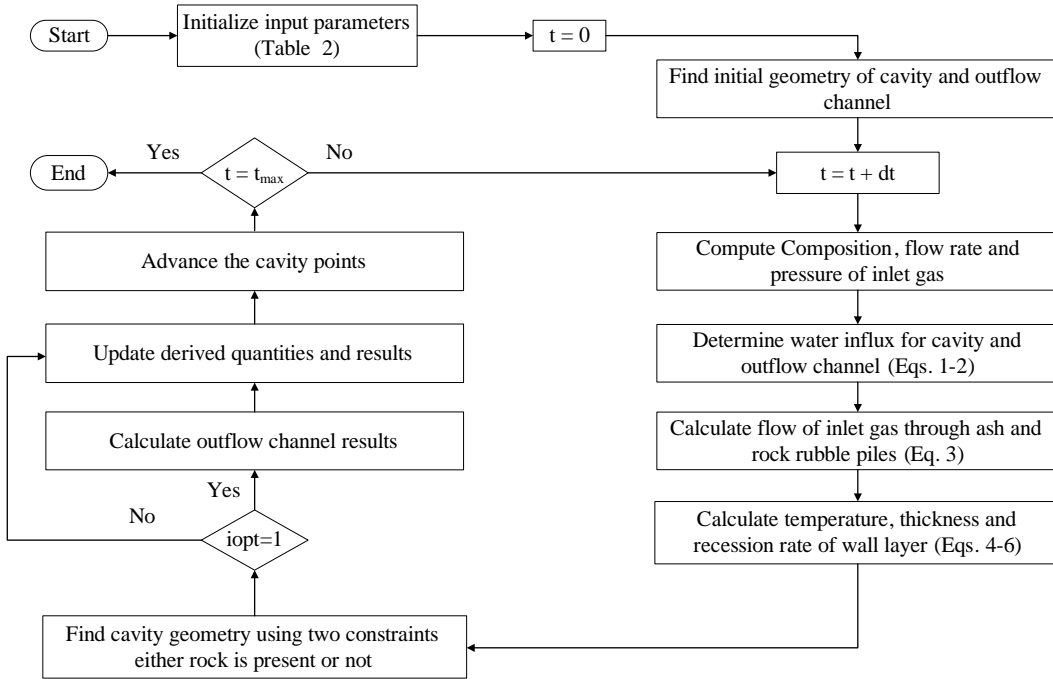 Start
Initialize input parameters
(Table 2)
t = 0
Find initial geometry of cavity and outflow
channel
t = t + dt
Compute Composition, flow rate and
pressure of inlet gas
Determine water influx for cavity and
outflow channel (Eqs. 1-2)
Calculate flow of inlet gas through ash and
rock rubble piles (Eq. 3)
Calculate temperature, thickness and
recession rate of wall layer (Eqs. 4-6)
Find cavity geometry using two constraints
either rock is present or not
iopt=1
No
Yes
Calculate outflow channel results
Update derived quantities and results
Advance the cavity points
t = tmax
Yes
No
End